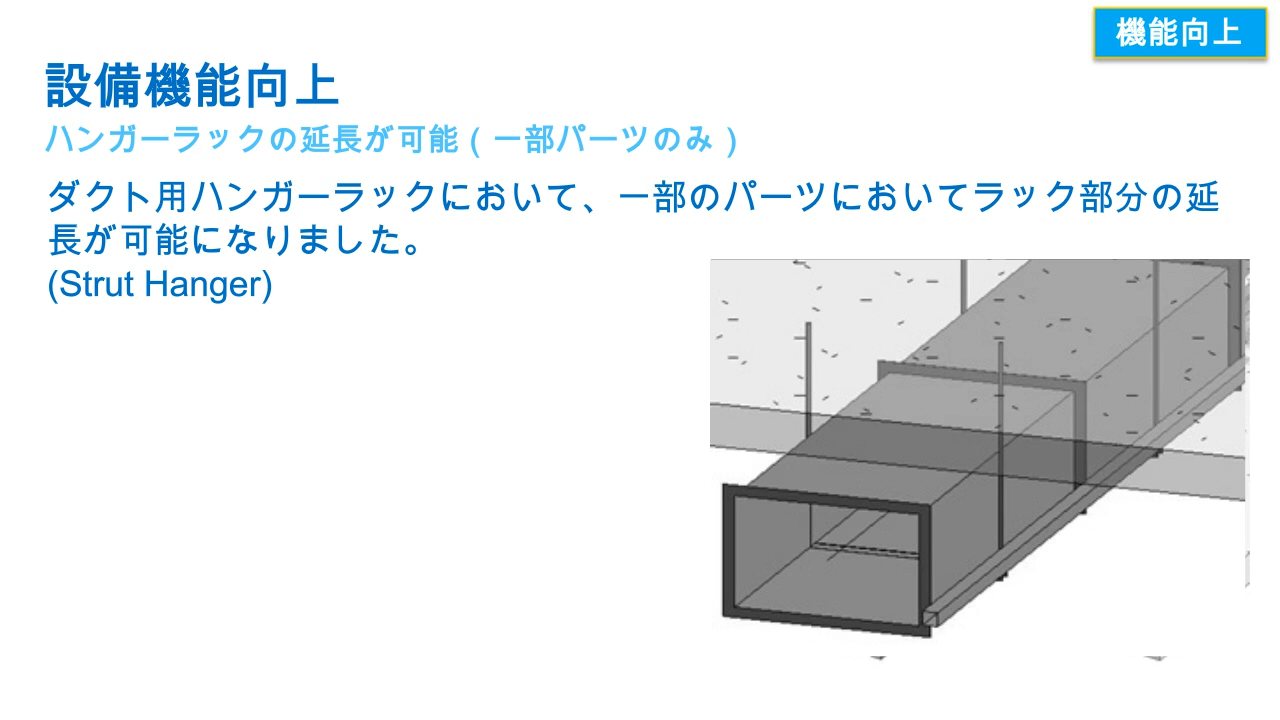 機能向上
設備機能向上
ハンガーラックの延長が可能（一部パーツのみ）
ダクト用ハンガーラックにおいて、一部のパーツにおいてラック部分の延
長が可能になりました。
(Strut Hanger)